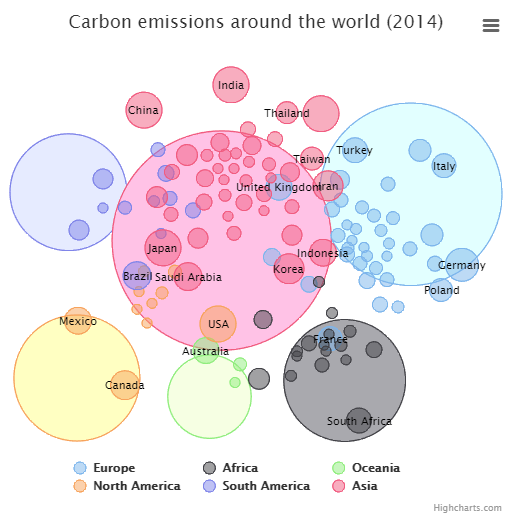 Carbon emissions around the world (2014)
India
China
Thailand
Turkey
Taiwan
Italy
United Kingdom
Iran
Japan
Indonesia
Korea
Germany
Brazil
Saudi Arabia
Poland
Mexico
USA
France
Australia
Canada
South Africa
Europe
Africa
Oceania
North America
South America
Asia
Highcharts.com